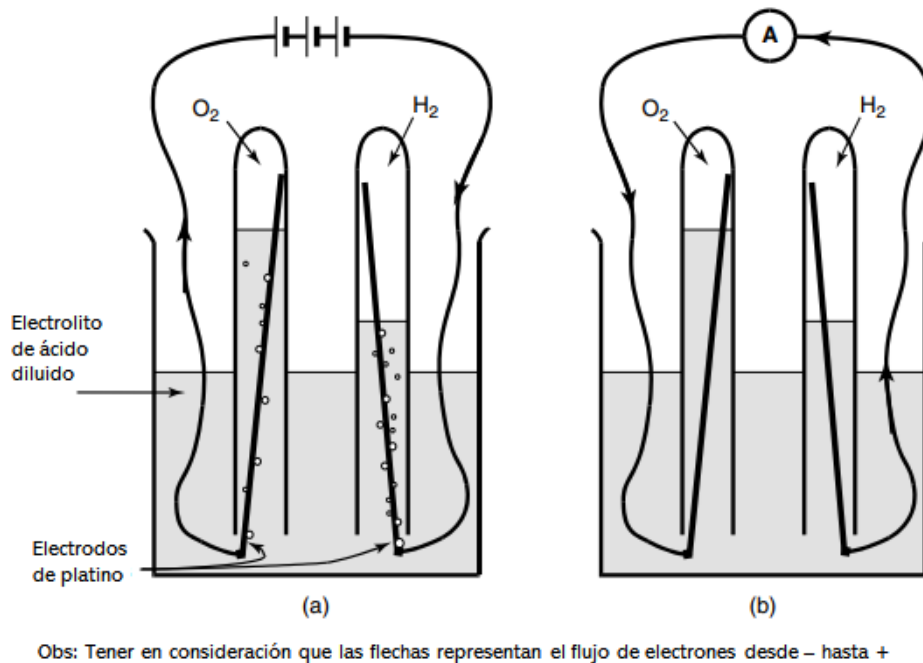 A
O₂
H₂
O₂
H₂
Electrolito
de ácido
diluido
Electrodos
de platino
(a)
(b)
Obs: Tener en consideración que las flechas representan el flujo de electrones desde – hasta +